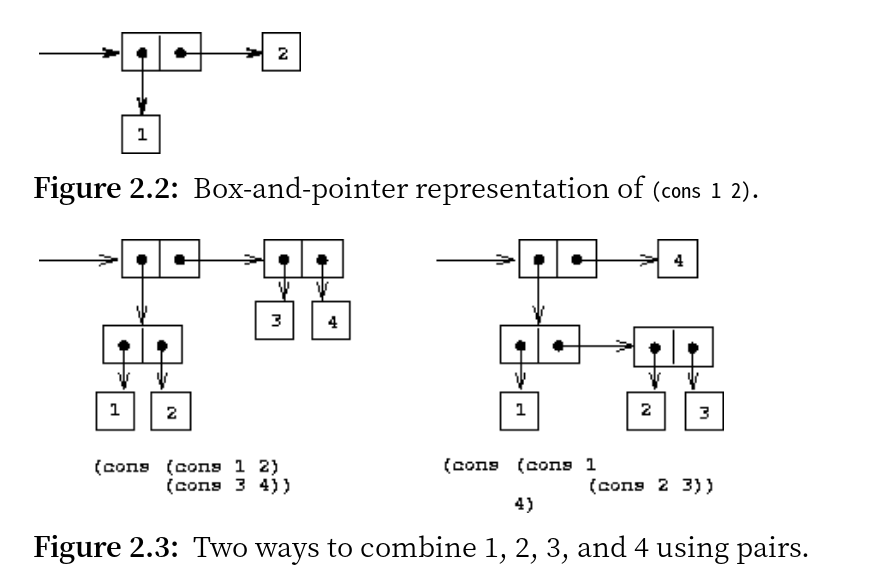 2
1
Figure 2.2: Box-and-pointer representation of (cons 1 2).
4
3 4
1 2 1 2 3
(cons (cons 1 2)
(cons 3 4))
(cons (cons 1
(cons 2 3))
4)
Figure 2.3: Two ways to combine 1, 2, 3, and 4 using pairs.